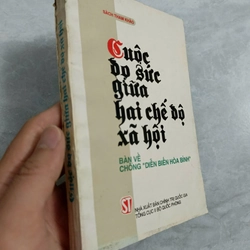 SÁCH THAM KHẢO
Cuộc
đọ sức
giữa
hai chế độ
xã hội
BÀN VỀ
CHỐNG "DIỄN BIẾN HÒA BÌNH"
ST
NHÀ XUẤT BẢN CHÍNH TRỊ QUỐC GIA
TỔNG CỤC II BỘ QUỐC PHÒNG